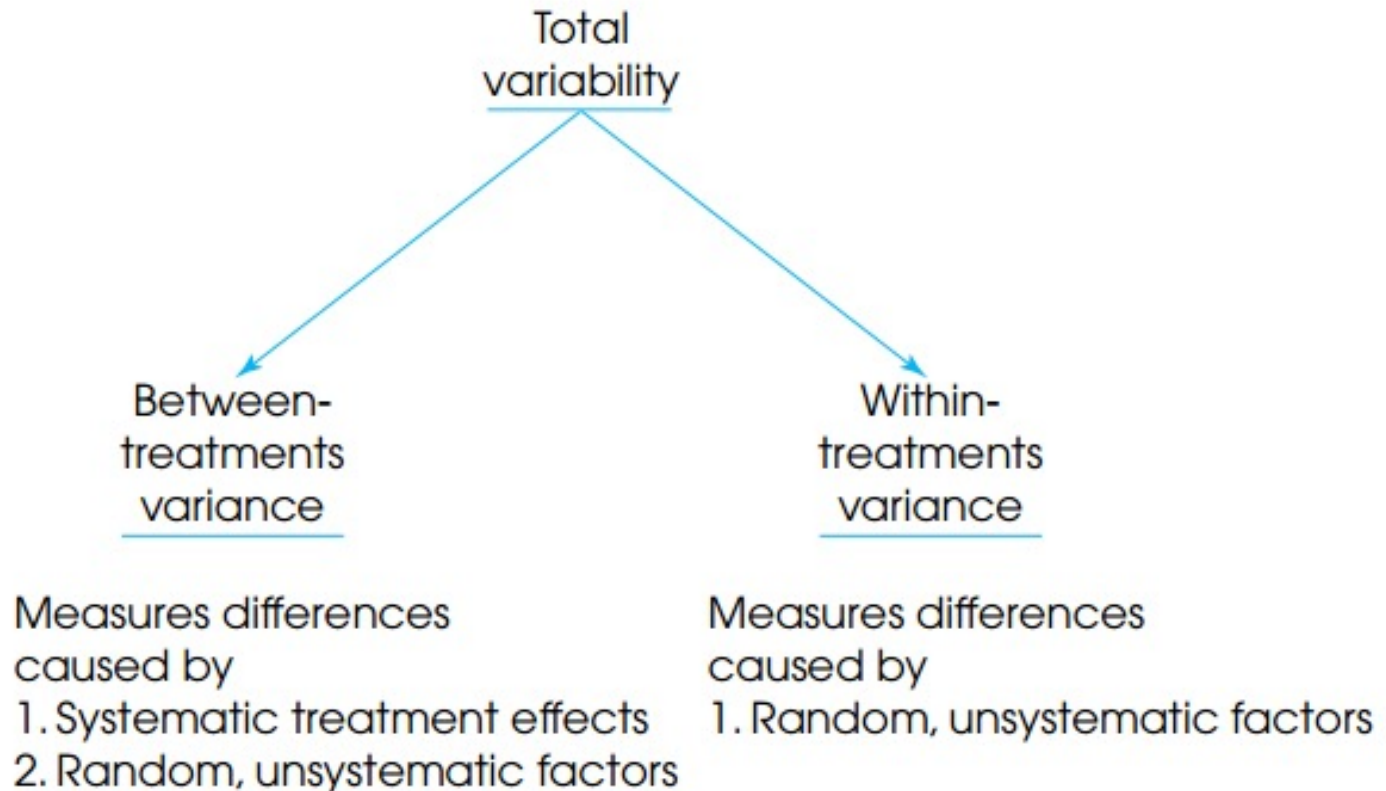 Total
variability
Between-
treatments
variance
Within-
treatments
variance
Measures differences
caused by
1. Systematic treatment effects
2. Random, unsystematic factors
Measures differences
caused by
1. Random, unsystematic factors